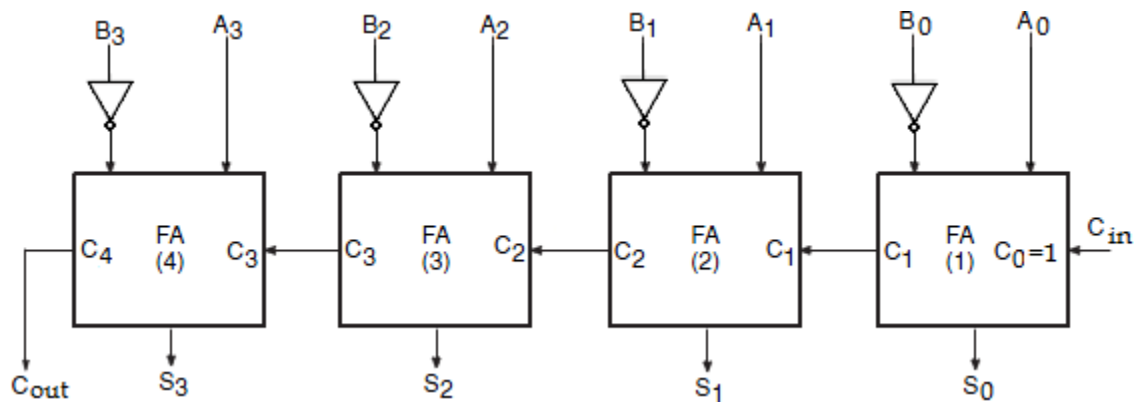 B3 A3 B2 A2 B1 A1 B0 A0
FA FA FA FA
Cin
C4 (4) C3 C3 (3) C2 C2 (2) C1 C1 (1) C0=1
Cout S3 S2 S1 S0